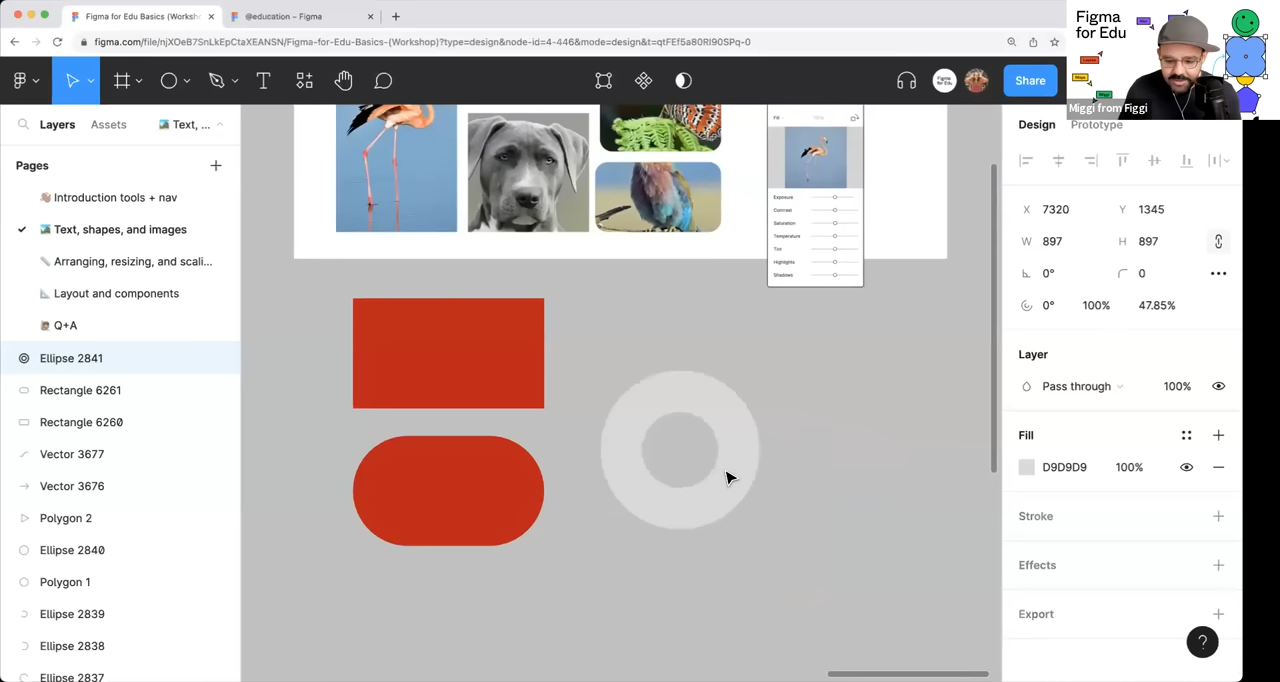 Figma for Edu Basics (Worksh
@education – Figma
figma.com/file/njXOeB7SnLkEpCtaXEANSN/Figma-for-Edu-Basics-(Workshop)?type=design&node-id=4-446&mode=design&t=qtFEf5a80RI90SPq-0
Figma
for Edu
Miggi from Figgi
Share
Layers
Assets
Text, ...
Pages
Introduction tools + nav
Text, shapes, and images
Arranging, resizing, and scali...
Layout and components
Q+A
Ellipse 2841
Rectangle 6261
Rectangle 6260
Vector 3677
Vector 3676
Polygon 2
Ellipse 2840
Polygon 1
Ellipse 2839
Ellipse 2838
Ellipse 2837
Fill
Exposure
Contrast
Saturation
Temperature
Tint
Highlights
Shadows
Design
Prototype
X 7320
Y 1345
W 897
H 897
0°
0
0°
100%
47.85%
Layer
Pass through
100%
Fill
D9D9D9
100%
Stroke
Effects
Export
?